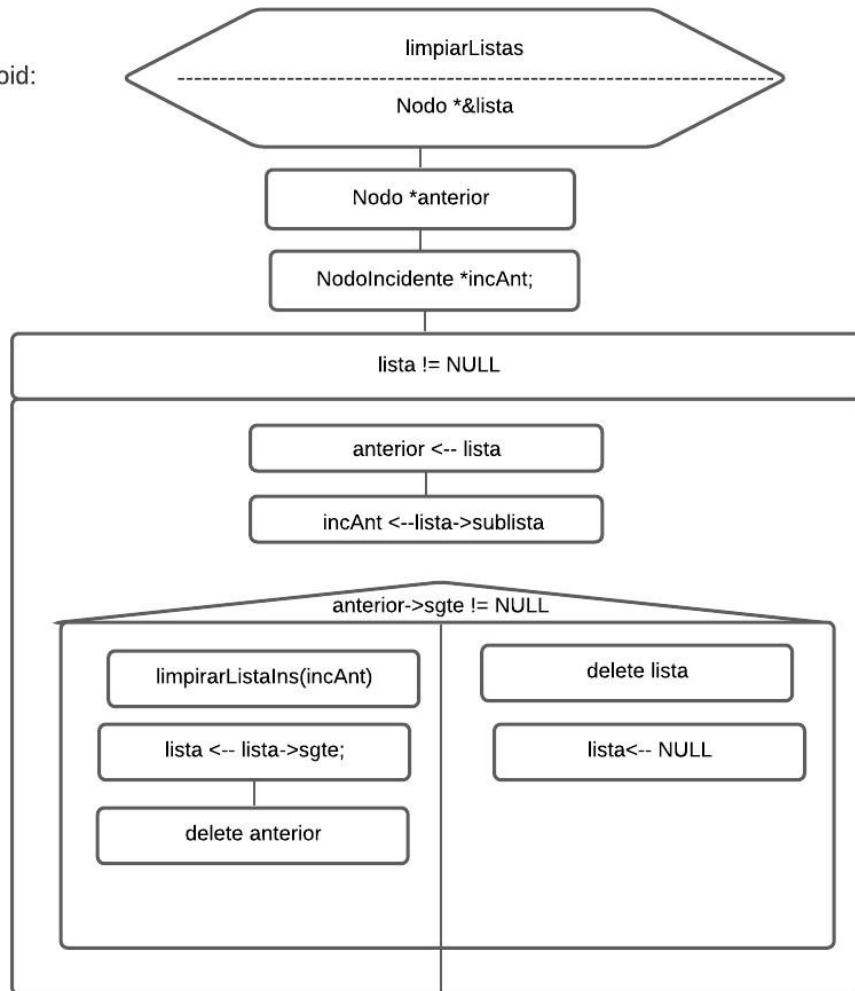 limpiarListas
oid:
Nodo *&lista
Nodo *anterior
NodoIncidente *incAnt;
lista != NULL
anterior <-- lista
incAnt <--lista->sublista
anterior->sgte != NULL
limpirarListaIns(incAnt)
delete lista
lista <-- lista->sgte;
lista<-- NULL
delete anterior